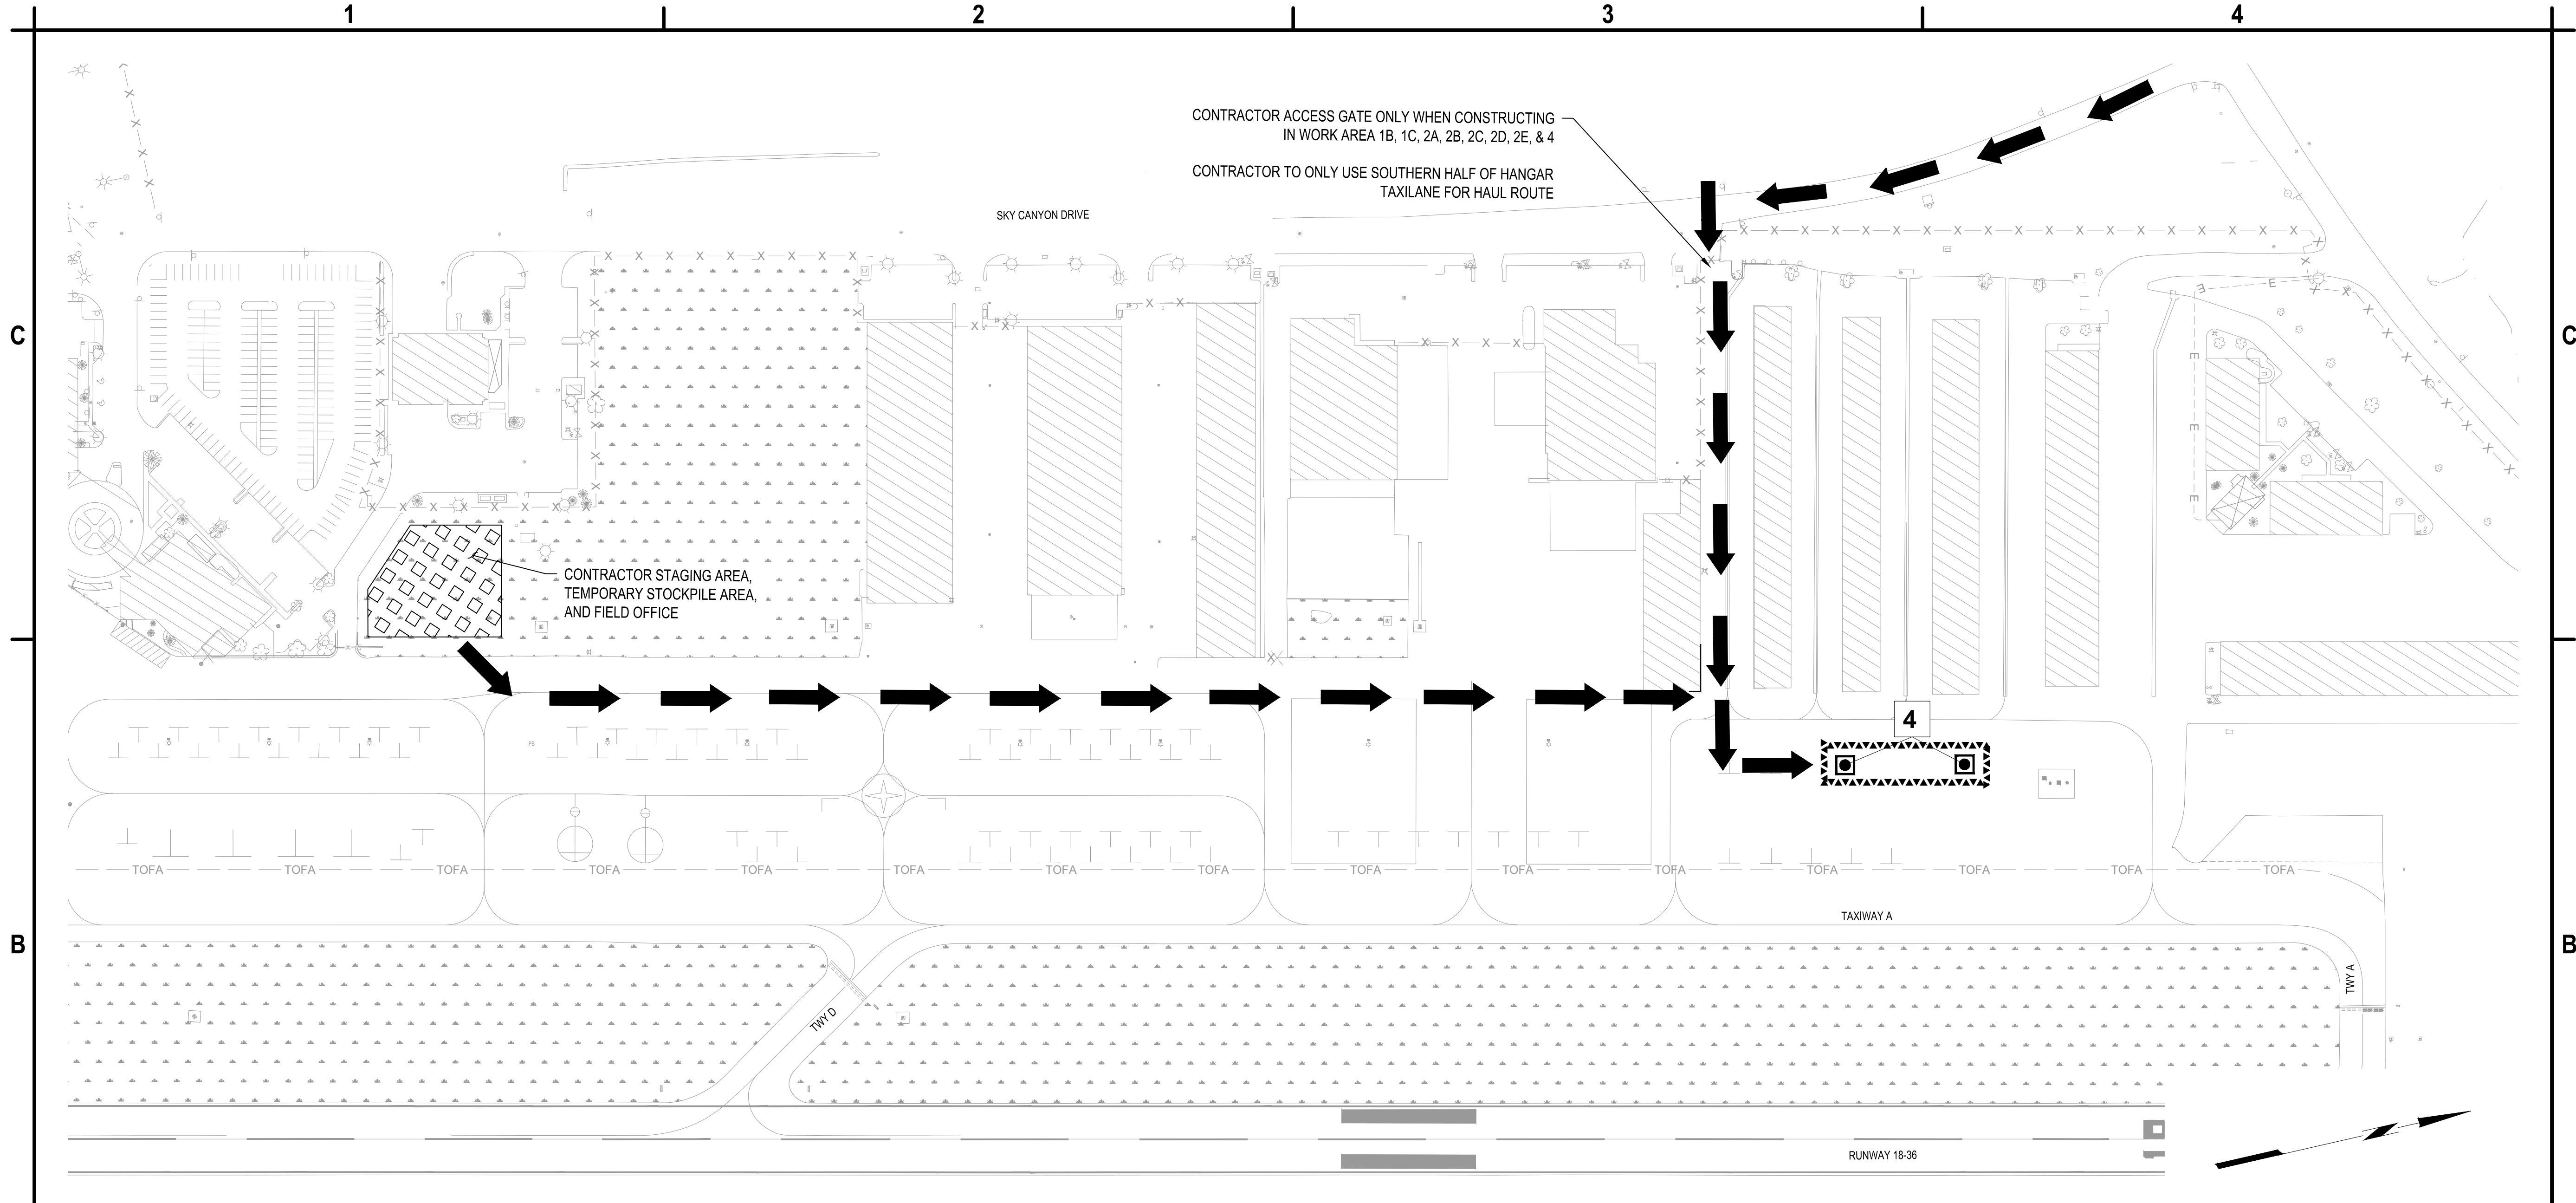 1 2 3 4
CONTRACTOR ACCESS GATE ONLY WHEN CONSTRUCTING
IN WORK AREA 1B, 1C, 2A, 2B, 2C, 2D, 2E, & 4
CONTRACTOR TO ONLY USE SOUTHERN HALF OF HANGAR
TAXILANE FOR HAUL ROUTE
SKY CANYON DRIVE
C C
CONTRACTOR STAGING AREA,
TEMPORARY STOCKPILE AREA,
AND FIELD OFFICE
4
TOFA TOFA TOFA TOFA TOFA TOFA TOFA TOFA TOFA TOFA TOFA TOFA TOFA TOFA TOFA
TAXIWAY A
B B
TWY A
TWY D
RUNWAY 18-36